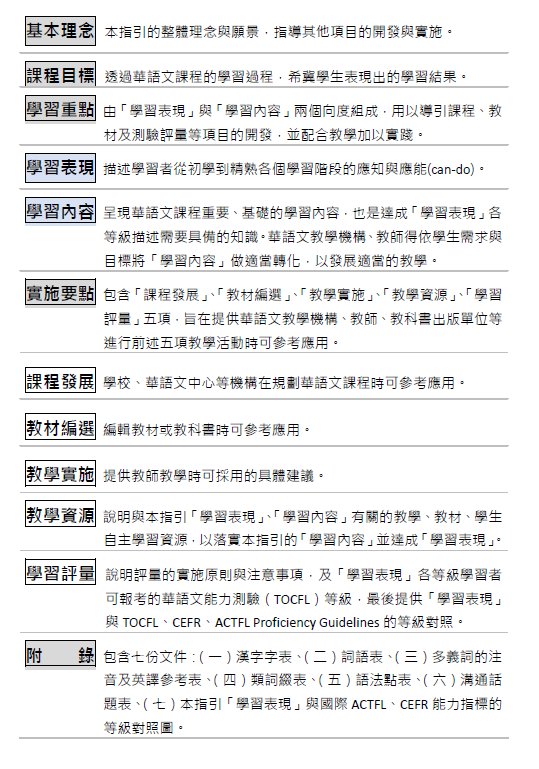 基本理念 本指引的整體理念與願景，指導其他項目的開發與實施。
課程目標 透過華語文課程的學習過程，希冀學生表現出的學習結果。
學習重點 由「學習表現」與「學習內容」兩個向度組成，用以導引課程、教
材及測驗評量等項目的開發，並配合教學加以實踐。
學習表現 描述學習者從初學到精熟各個學習階段的應知與應能(can-do)。
學習內容 呈現華語文課程重要、基礎的學習內容，也是達成「學習表現」各
等級描述需要具備的知識。華語文教學機構、教師得依學生需求與
目標將「學習內容」做適當轉化，以發展適當的教學。
實施要點 包含「課程發展」、「教材編選」、「教學實施」、「教學資源」、「學習
評量」五項，旨在提供華語文教學機構、教師、教科書出版單位等
進行前述五項教學活動時可參考應用。
課程發展 學校、華語文中心等機構在規劃華語文課程時可參考應用。
教材編選 編輯教材或教科書時可參考應用。
教學實施 提供教師教學時可採用的具體建議。
教學資源 說明與本指引「學習表現」、「學習內容」有關的教學、教材、學生
自主學習資源，以落實本指引的「學習內容」並達成「學習表現」。
學習評量 說明評量的實施原則與注意事項，及「學習表現」各等級學習者
可報考的華語文能力測驗（TOCFL）等級，最後提供「學習表現」
與 TOCFL、CEFR、ACTFL Proficiency Guidelines 的等級對照。
附　　錄 包含七份文件：（一）漢字字表、（二）詞語表、（三）多義詞的注
音及英譯參考表、（四）類詞綴表、（五）語法點表、（六）溝通話
題表、（七）本指引「學習表現」與國際 ACTFL、CEFR 能力指標的
等級對照圖。